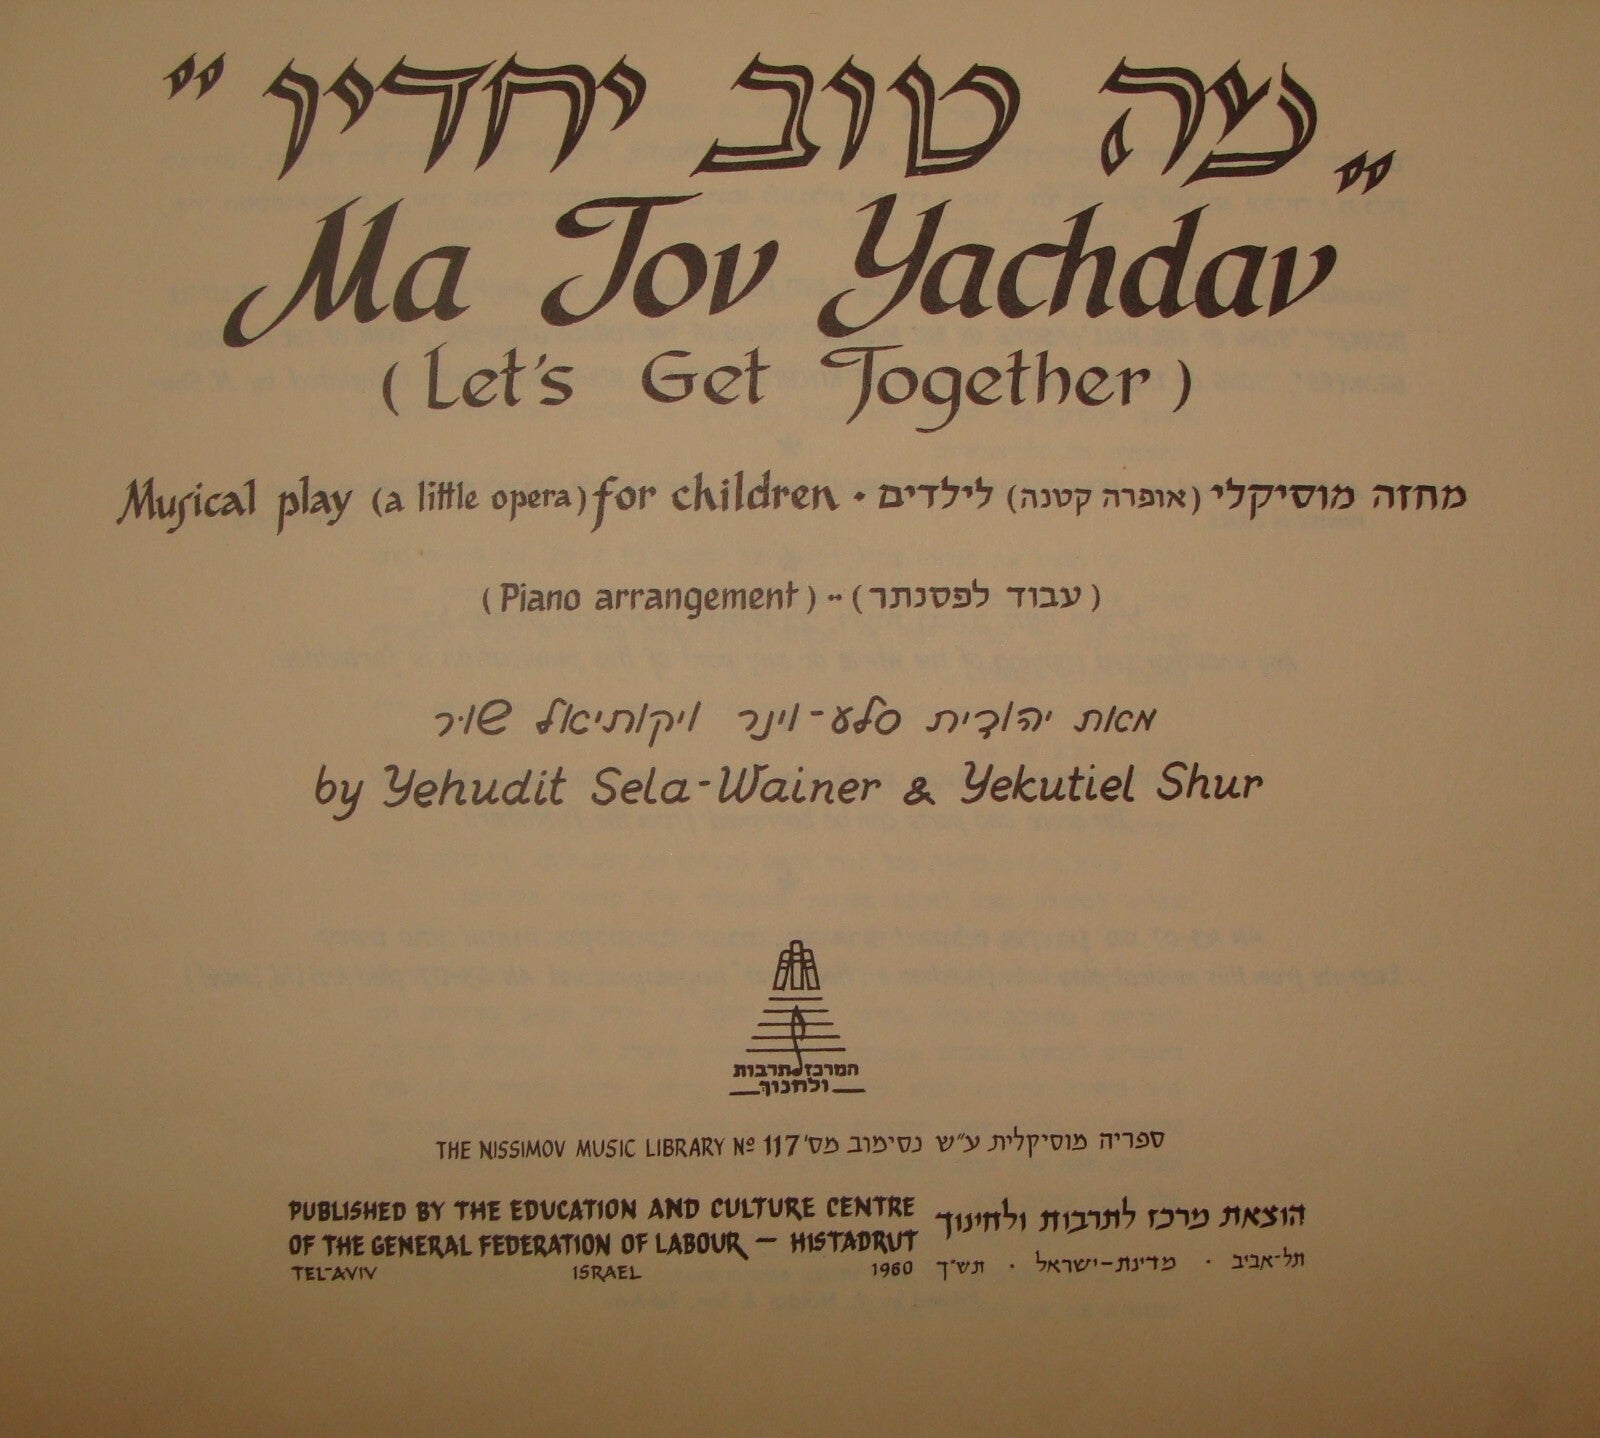 „מה טוב יחדיו"
Ma Tov Yachdav
(Let's Get Together)
Musical play (a little opera) for children • מחזה מוסיקלי (אופרה קטנה) לילדים
(Piano arrangement) •• (עבוד לפסנתר)
מאת יהודית סלע-וינר ויקותיאל שור
by Yehudit Sela-Wainer & Yekutiel Shur
המרכז לתרבות
ולחנוך
THE NISSIMOV MUSIC LIBRARY Nº 117 ספריה מוסיקלית ע"ש נסימוב מס'
PUBLISHED BY THE EDUCATION AND CULTURE CENTRE
OF THE GENERAL FEDERATION OF LABOUR — HISTADRUT
TEL-AVIV ISRAEL 1960
הוצאת מרכז לתרבות ולחינוך
תל-אביב · מדינת-ישראל · תש"ך